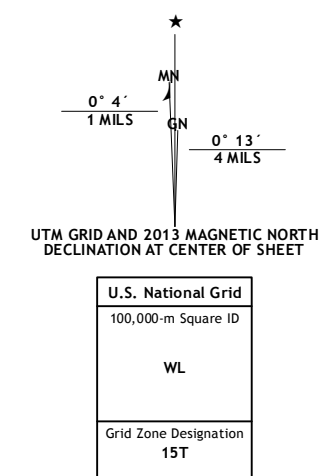 ★
MN
0° 4´
1 MILS
GN
0° 13´
4 MILS
UTM GRID AND 2013 MAGNETIC NORTH
DECLINATION AT CENTER OF SHEET
U.S. National Grid
100,000-m Square ID
WL
Grid Zone Designation
15T